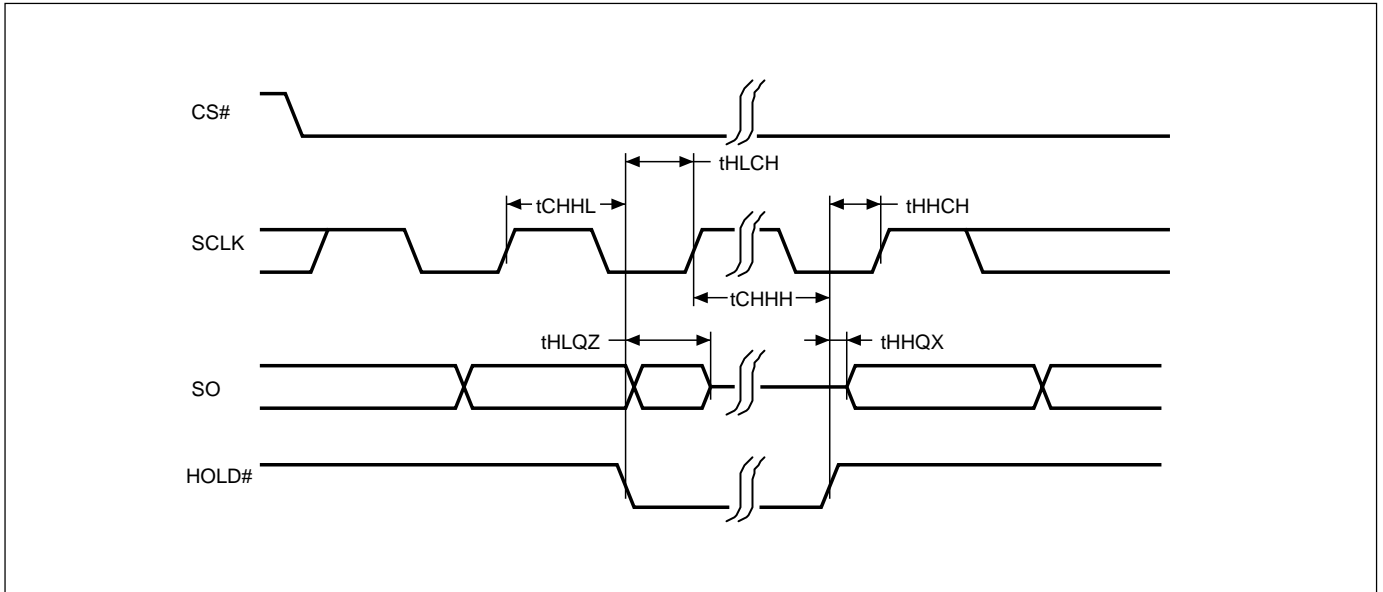 CS#
tHLCH
tCHHL
tHHCH
SCLK
tCHHH
tHLQZ
tHHQX
SO
HOLD#